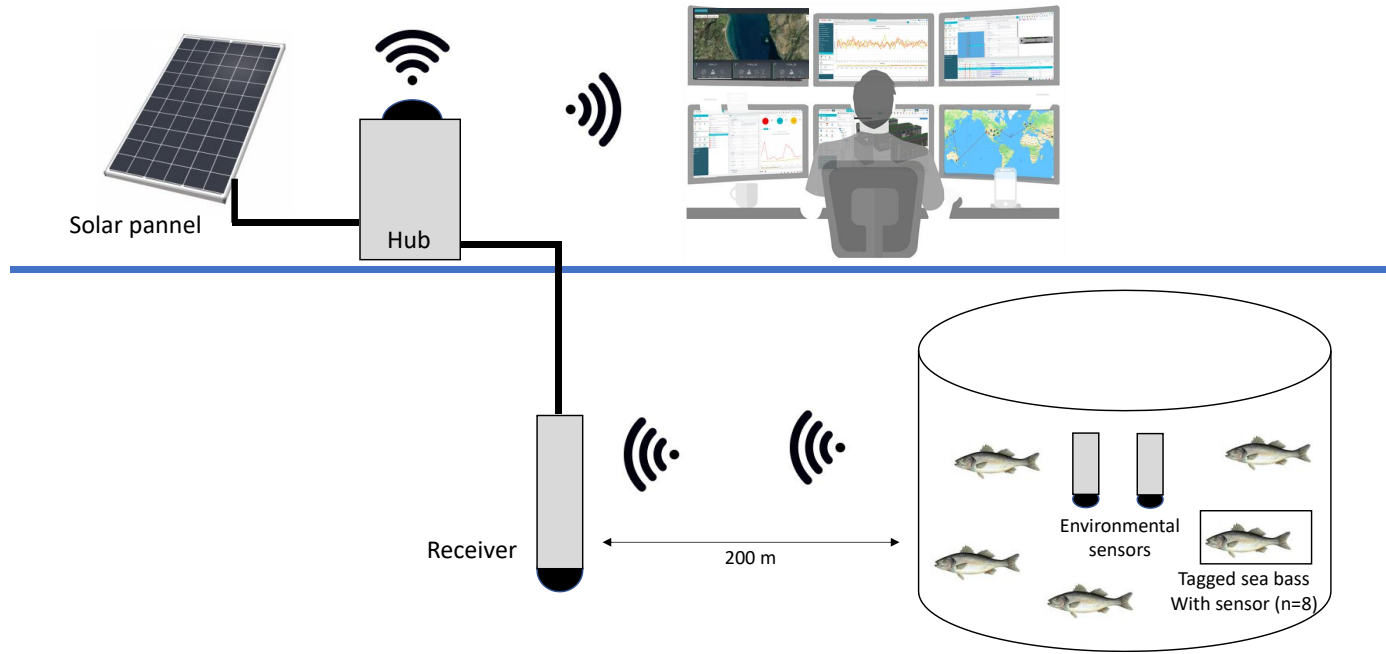 Solar pannel
Hub
Receiver
200 m
Environmental
sensors
Tagged sea bass
With sensor (n=8)